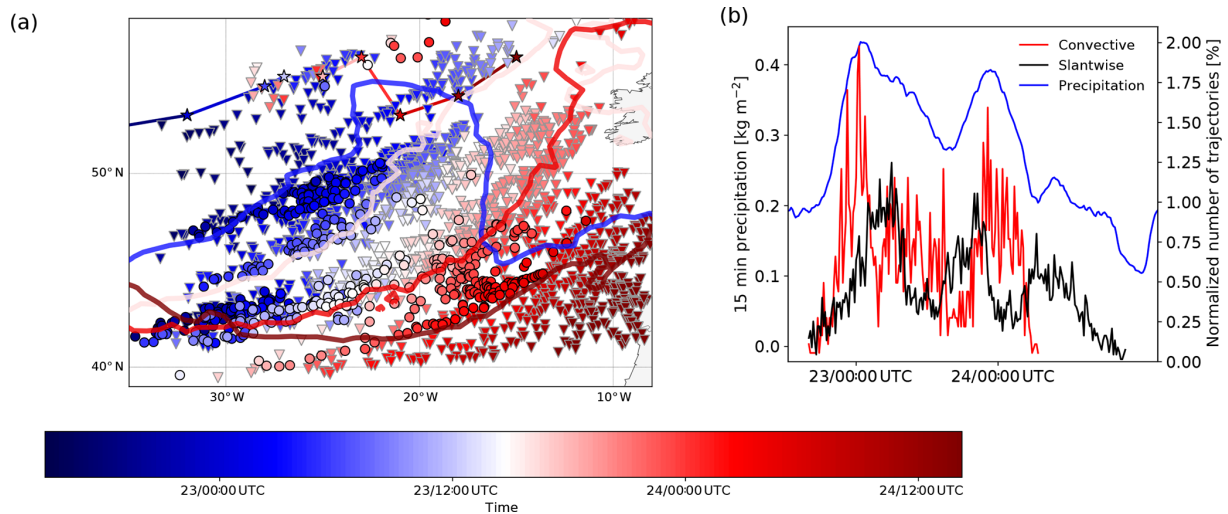 (a)
50° N
40° N
30°W
20°W
10°W
(b)
15 min precipitation [kg m−2]
0.4
0.3
0.2
0.1
0.0
Convective
Slantwise
Precipitation
2.00
1.75
1.50
1.25
1.00
0.75
0.50
0.25
0.00
Normalized number of trajectories [%]
23/00:00 UTC
24/00:00 UTC
23/00:00 UTC
23/12:00 UTC
24/00:00 UTC
24/12:00 UTC
Time